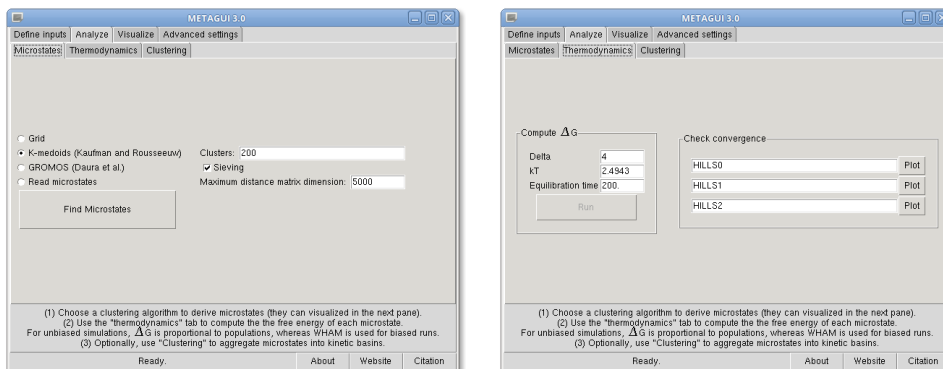 METAGUI 3.0
Define inputs Analyze Visualize Advanced settings
Microstates Thermodynamics Clustering
Grid
K-medoids (Kaufman and Rousseeuw) Clusters: 200
GROMOS (Daura et al.) Sieving
Read microstates Maximum distance matrix dimension: 5000
Find Microstates
(1) Choose a clustering algorithm to derive microstates (they can visualized in the next pane).
(2) Use the "thermodynamics" tab to compute the the free energy of each microstate.
For unbiased simulations, ΔG is proportional to populations, whereas WHAM is used for biased runs.
(3) Optionally, use "Clustering" to aggregate microstates into kinetic basins.
Ready. About Website Citation
METAGUI 3.0
Define inputs Analyze Visualize Advanced settings
Microstates Thermodynamics Clustering
Compute ΔG
Delta 4
kT 2.4943
Equilibration time 200.
Run
Check convergence
HILLS0 Plot
HILLS1 Plot
HILLS2 Plot
(1) Choose a clustering algorithm to derive microstates (they can visualized in the next pane).
(2) Use the "thermodynamics" tab to compute the the free energy of each microstate.
For unbiased simulations, ΔG is proportional to populations, whereas WHAM is used for biased runs.
(3) Optionally, use "Clustering" to aggregate microstates into kinetic basins.
Ready. About Website Citation